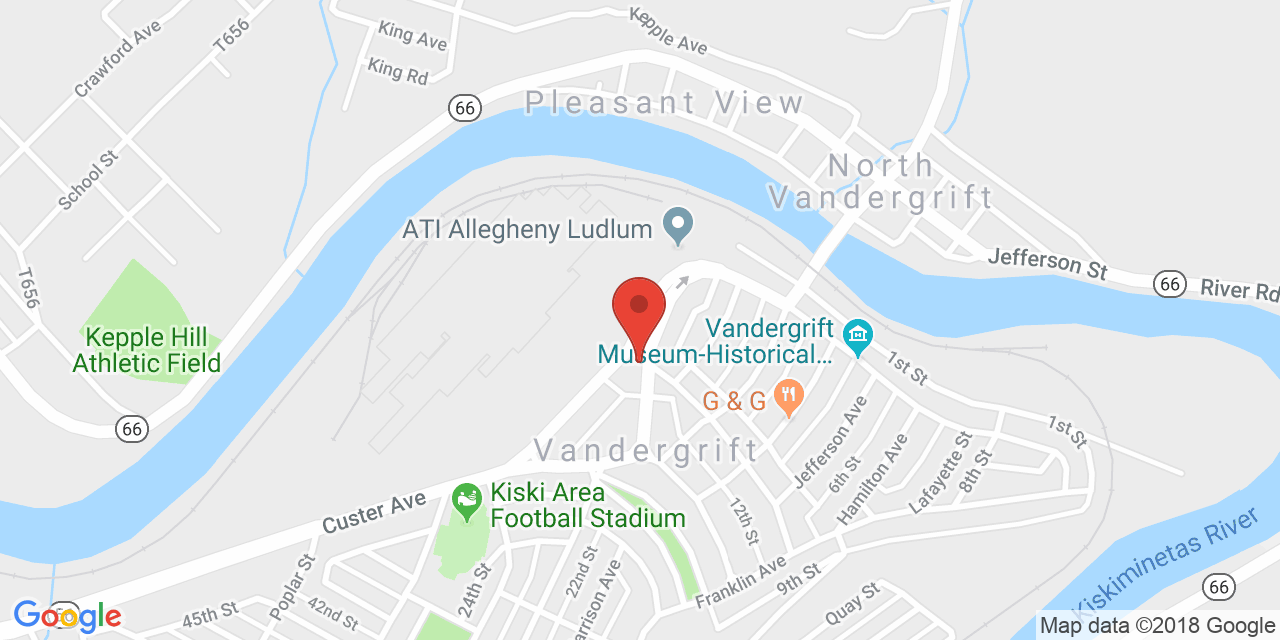 Crawford Ave
T656
King Ave
King Rd
Kepple Ave
66
Pleasant View
School St
North
Vandergrift
ATI Allegheny Ludlum
T656
Jefferson St
66
River Rd
Kepple Hill
Athletic Field
Vandergrift
Museum-Historical...
1st St
G & G
66
1st St
Vandergrift
Jefferson Ave
6th St
Hamilton Ave
Lafayette St
8th St
Kiski Area
Football Stadium
Custer Ave
12th St
Kiskiminetas River
Poplar St
22nd St
24th St
Franklin Ave
9th St
66
45th St
42nd St
Quay St
Google
Map data ©2018 Google